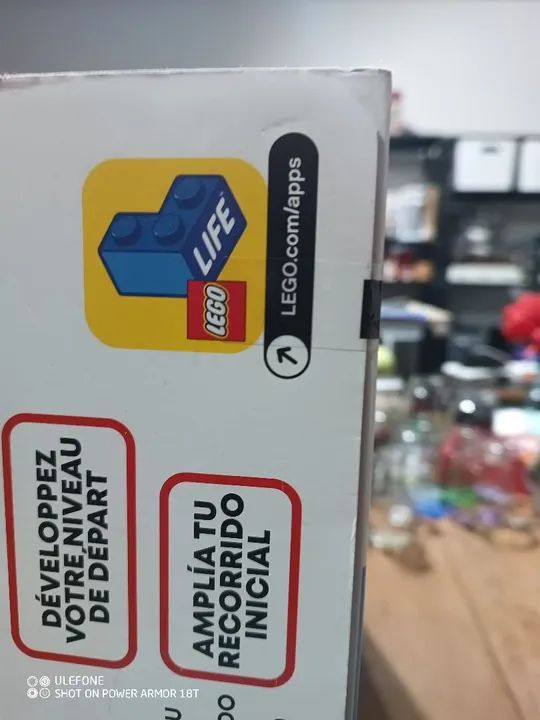 LIFE™
LEGO
LEGO.com/apps
DÉVELOPPEZ
VOTRE NIVEAU
DE DÉPART
AMPLÍA TU
RECORRIDO
INICIAL
ULEFONE
SHOT ON POWER ARMOR 18T